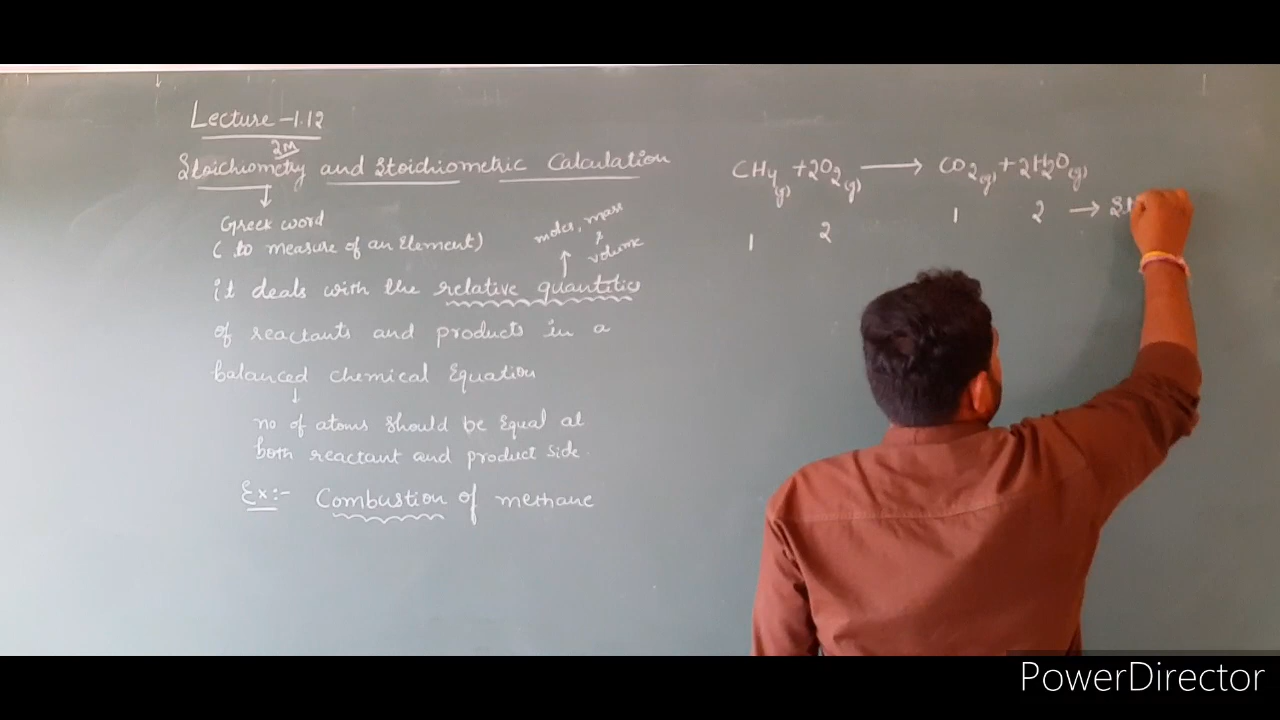 Lecture-1.12
2M
Stoichiometry and Stoichiometric Calculation
Greek word
( to measure of an Element)
moles, mass
&
volume
it deals with the relative quantities
of reactants and products in a
balanced chemical Equation
no of atoms should be Equal at
both reactant and product side.
Ex:- Combustion of methane
CH4(g) + 2O2(g) ⟶ CO2(g) + 2H2O(g)
1 2 1 2 →
PowerDirector